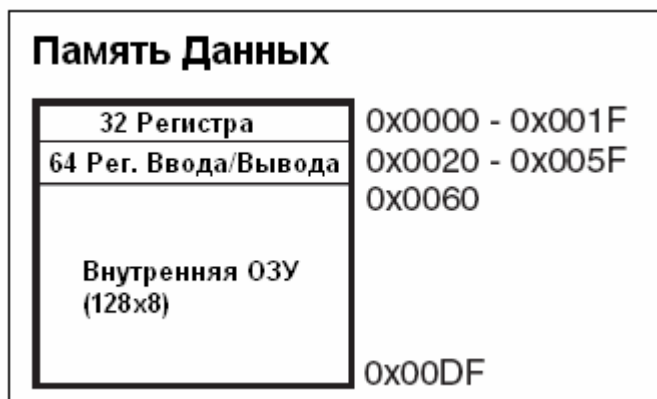 Память Данных
32 Регистра 0x0000 - 0x001F
64 Рег. Ввода/Вывода 0x0020 - 0x005F
0x0060
Внутренняя ОЗУ
(128x8)
0x00DF